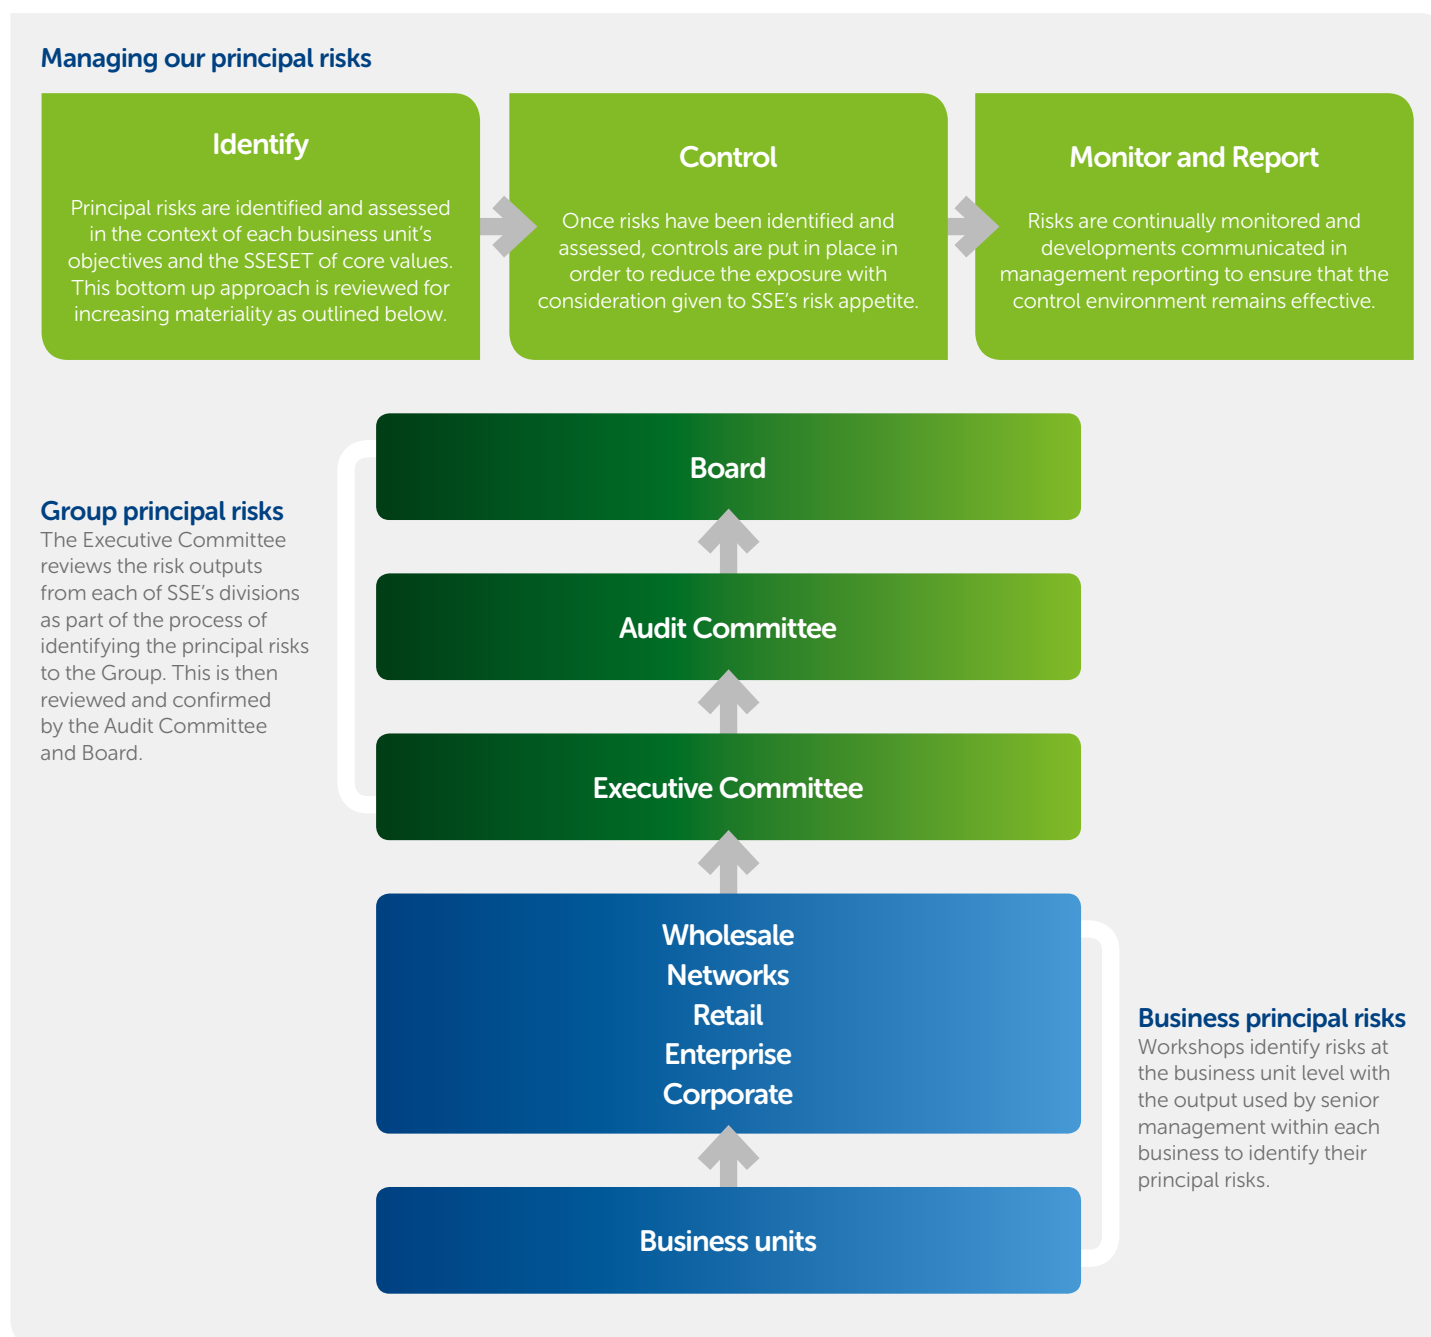 Managing our principal risks
Identify
Principal risks are identified and assessed
in the context of each business unit's
objectives and the SSESET of core values.
This bottom up approach is reviewed for
increasing materiality as outlined below.
Control
Once risks have been identified and
assessed, controls are put in place in
order to reduce the exposure with
consideration given to SSE's risk appetite.
Monitor and Report
Risks are continually monitored and
developments communicated in
management reporting to ensure that the
control environment remains effective.
Board
Group principal risks
The Executive Committee
reviews the risk outputs
from each of SSE's divisions
as part of the process of
identifying the principal risks
to the Group. This is then
reviewed and confirmed
by the Audit Committee
and Board.
Audit Committee
Executive Committee
Wholesale
Networks
Retail
Enterprise
Corporate
Business principal risks
Workshops identify risks at
the business unit level with
the output used by senior
management within each
business to identify their
principal risks.
Business units